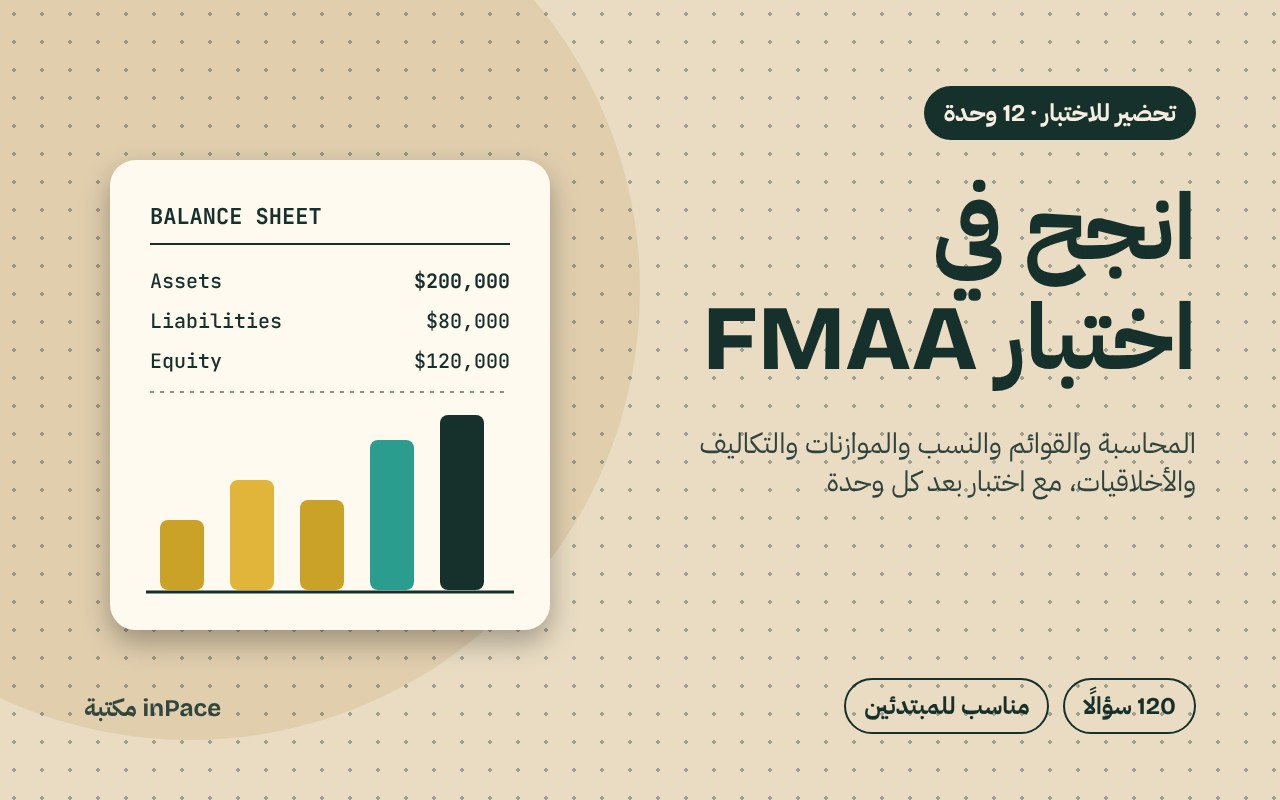 تحضير للاختبار · 12 وحدة
انجح في
اختبار FMAA
المحاسبة والقوائم والنسب والموازنات والتكاليف
والأخلاقيات، مع اختبار بعد كل وحدة.
120 سؤالًا
مناسب للمبتدئين
BALANCE SHEET
Assets $200,000
Liabilities $80,000
Equity $120,000
مكتبة inPace